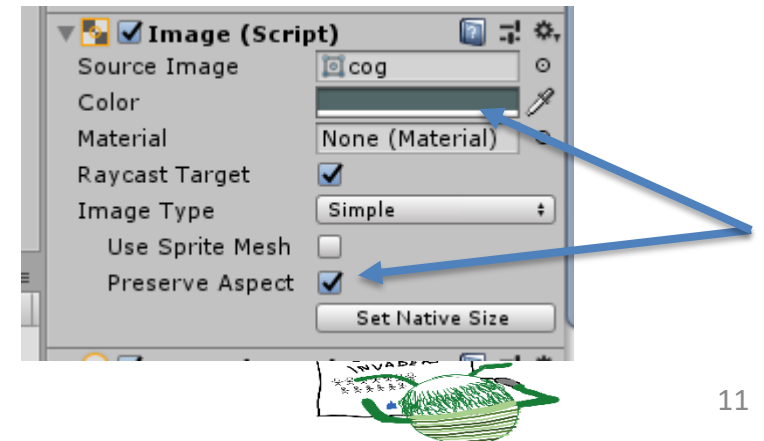 Image (Script)
Source Image cog
Color
Material None (Material)
Raycast Target
Image Type Simple
Use Sprite Mesh
Preserve Aspect
Set Native Size
INVADER
11